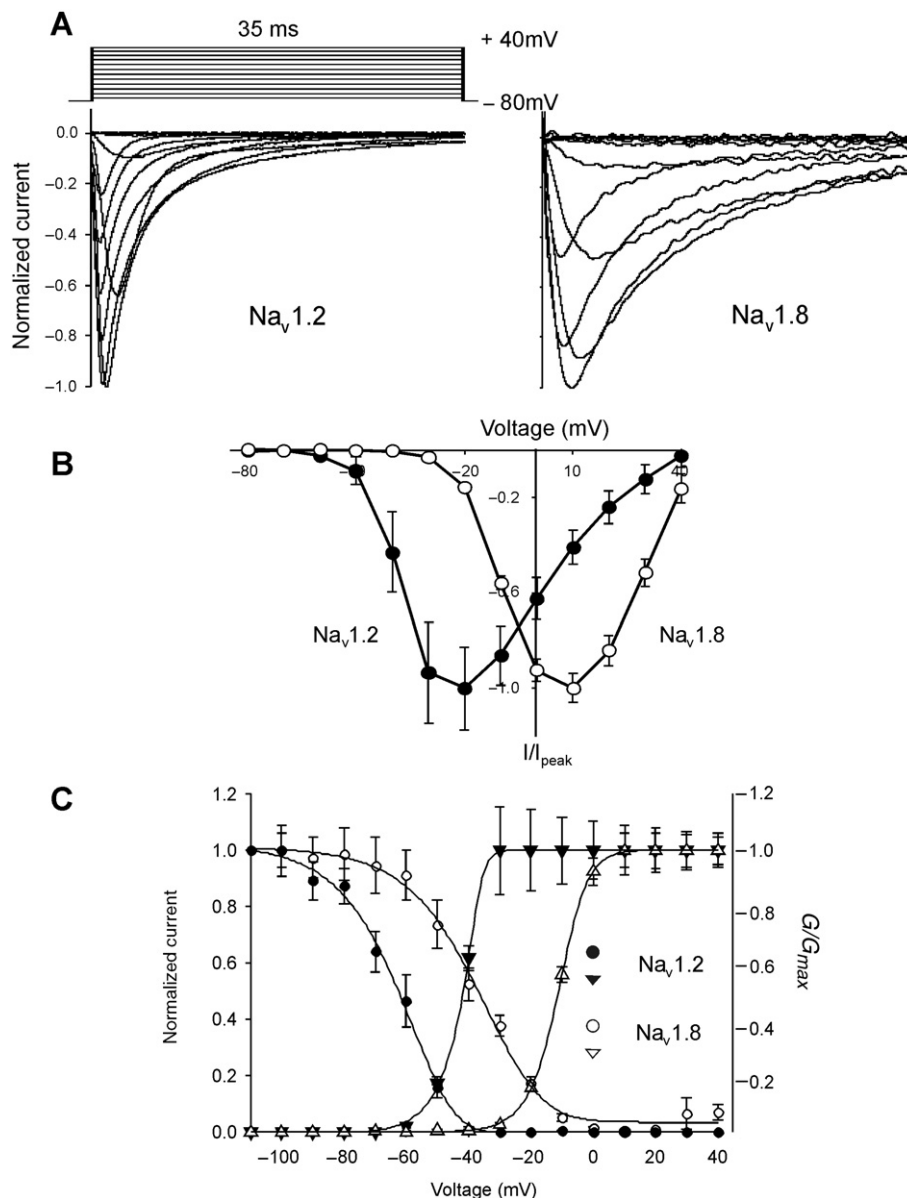 A
35 ms
+ 40mV
– 80mV
Normalized current
0.0
–0.2
–0.4
–0.6
–0.8
–1.0
Nav1.2
Nav1.8
B
Voltage (mV)
–80
–20
10
40
–0.2
–0.6
–1.0
Nav1.2
Nav1.8
I/Ipeak
C
Normalized current
1.2
1.0
0.8
0.6
0.4
0.2
0.0
–1.2
–1.0
–0.8
–0.6
–0.4
–0.2
G/Gmax
Nav1.2
Nav1.8
–100
–80
–60
–40
–20
0
20
40
Voltage (mV)